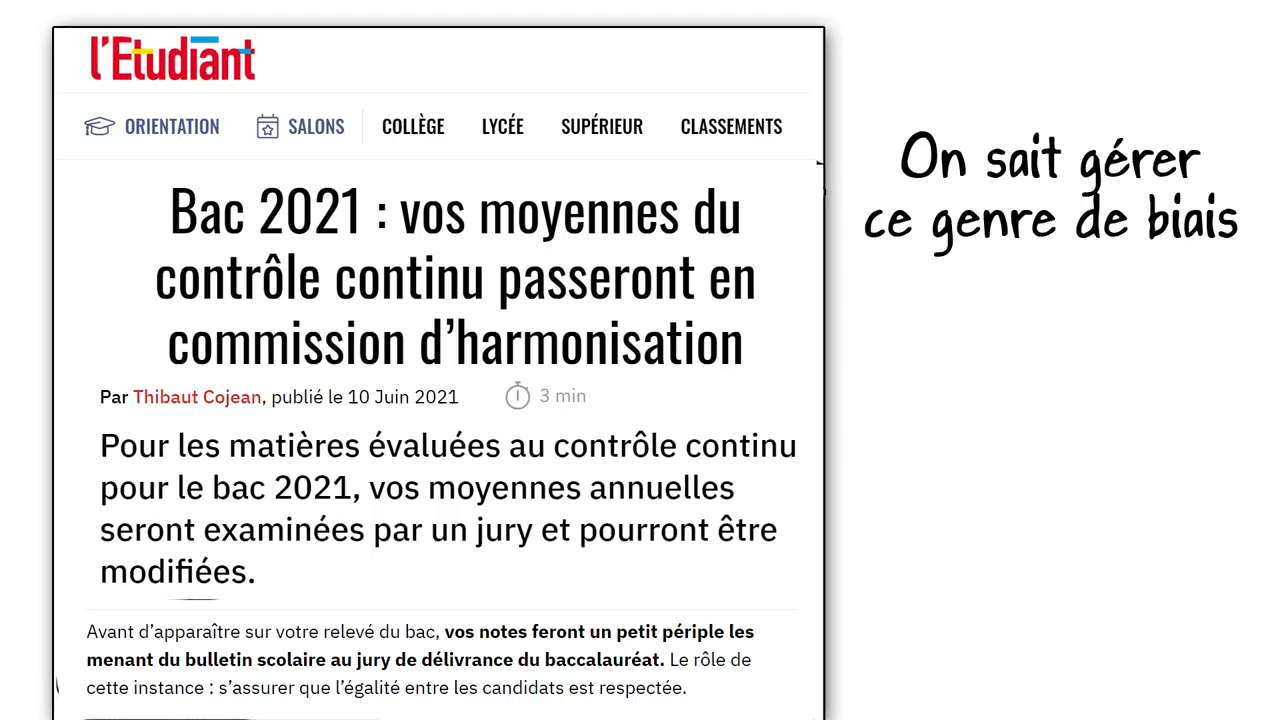 l'Etudiant
ORIENTATION SALONS COLLÈGE LYCÉE SUPÉRIEUR CLASSEMENTS
Bac 2021 : vos moyennes du
contrôle continu passeront en
commission d’harmonisation
Par Thibaut Cojean, publié le 10 Juin 2021 3 min
Pour les matières évaluées au contrôle continu
pour le bac 2021, vos moyennes annuelles
seront examinées par un jury et pourront être
modifiées.
Avant d’apparaître sur votre relevé du bac, vos notes feront un petit périple les
menant du bulletin scolaire au jury de délivrance du baccalauréat. Le rôle de
cette instance : s’assurer que l’égalité entre les candidats est respectée.
On sait gérer
ce genre de biais